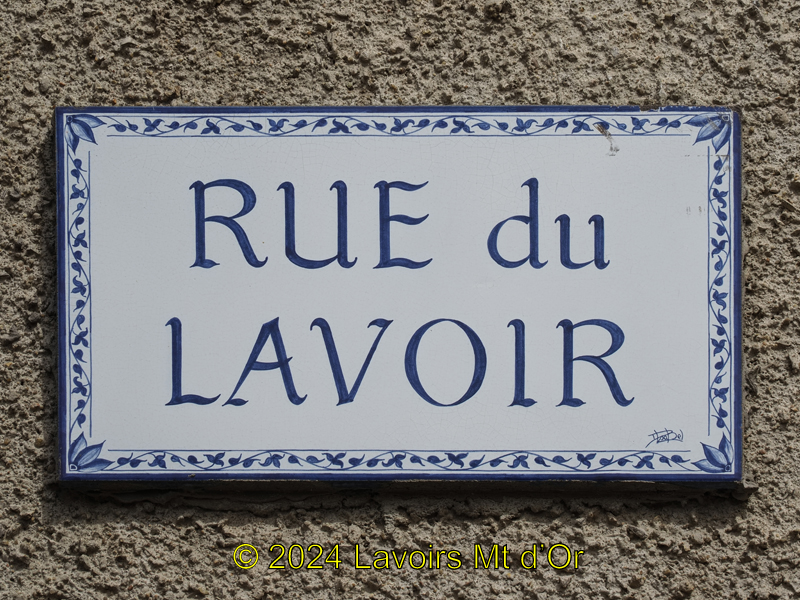 RUE du
LAVOIR
© 2024 Lavoirs Mt d'Or